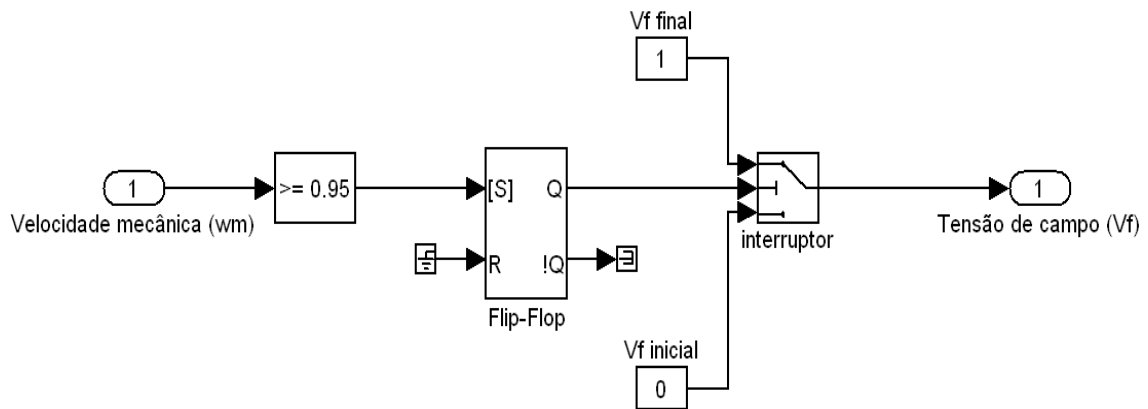 Vf final
1
1
Velocidade mecânica (wm)
>= 0.95
[S]
Q
R
!Q
Flip-Flop
interruptor
1
Tensão de campo (Vf)
Vf inicial
0